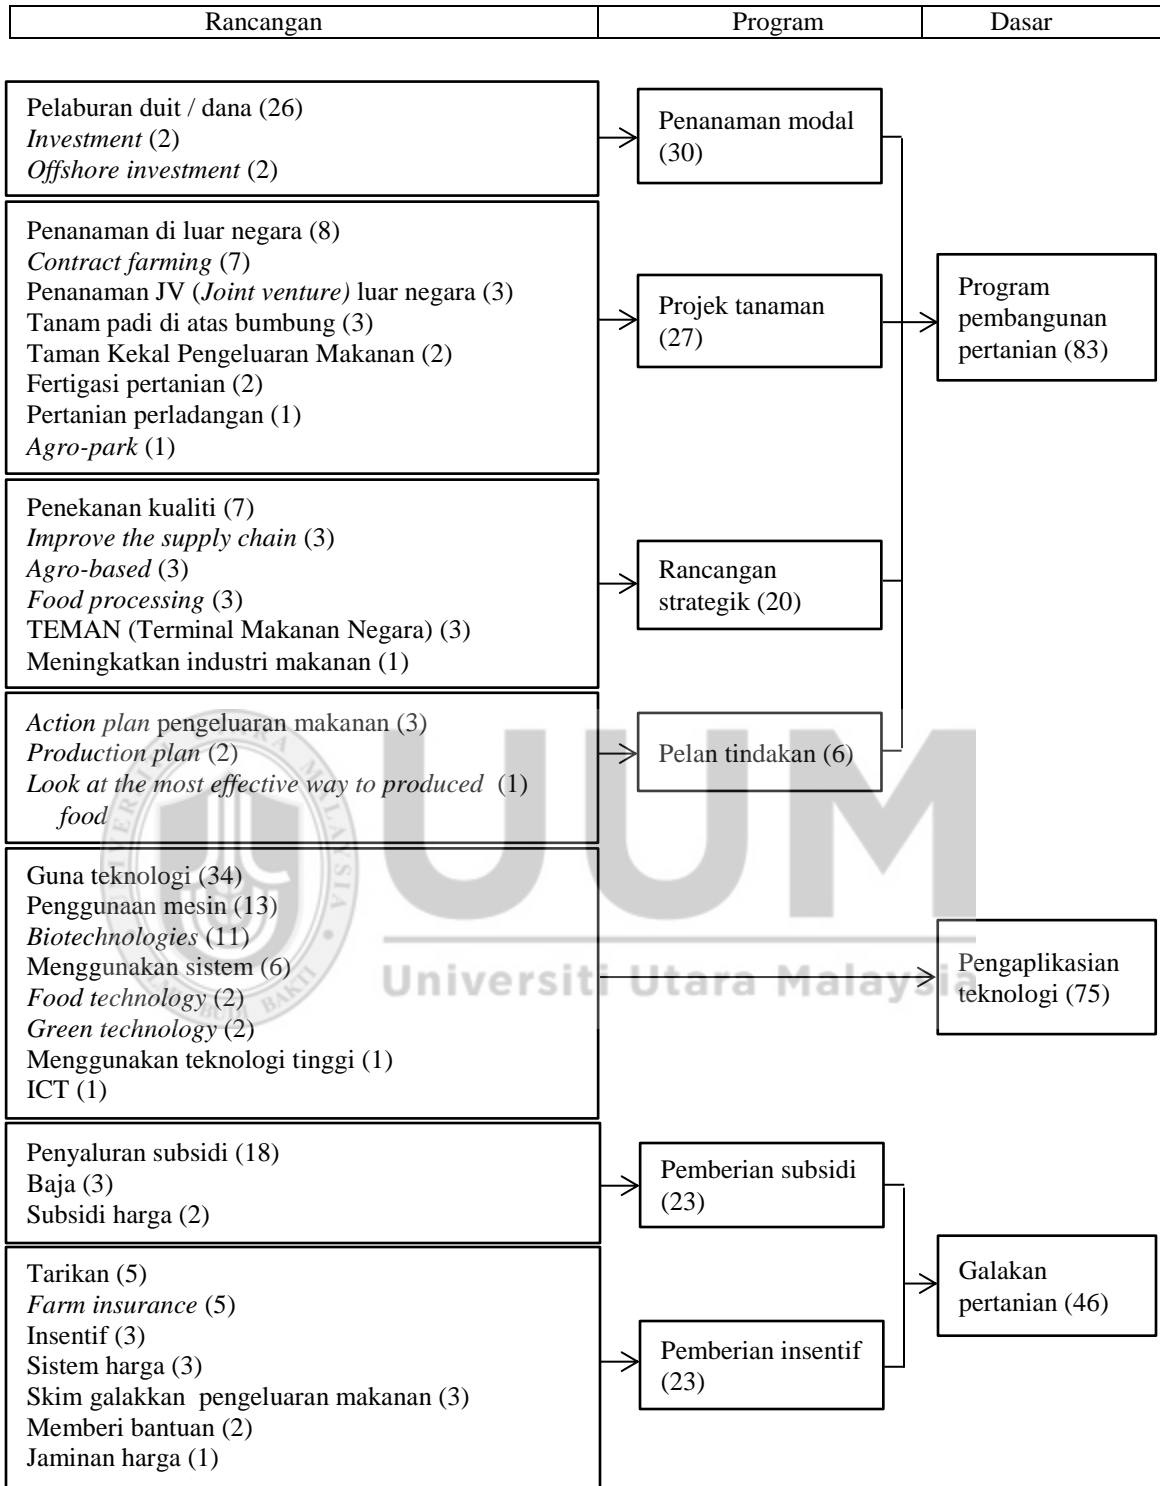 Rancangan Program Dasar
Pelaburan duit / dana (26)
Investment (2)
Offshore investment (2)
Penanaman modal
(30)
Penanaman di luar negara (8)
Contract farming (7)
Penanaman JV (Joint venture) luar negara (3)
Tanam padi di atas bumbung (3)
Taman Kekal Pengeluaran Makanan (2)
Fertigasi pertanian (2)
Pertanian perladangan (1)
Agro-park (1)
Projek tanaman
(27)
Program
pembangunan
pertanian (83)
Penekanan kualiti (7)
Improve the supply chain (3)
Agro-based (3)
Food processing (3)
TEMAN (Terminal Makanan Negara) (3)
Meningkatkan industri makanan (1)
Rancangan
strategik (20)
Action plan pengeluaran makanan (3)
Production plan (2)
Look at the most effective way to produced (1)
food
Pelan tindakan (6)
Guna teknologi (34)
Penggunaan mesin (13)
Biotechnologies (11)
Menggunakan sistem (6)
Food technology (2)
Green technology (2)
Menggunakan teknologi tinggi (1)
ICT (1)
Pengaplikasian
teknologi (75)
UNIVERSITI UTARA MALAYSIA
UUM
Universiti Utara Malaysia
Penyaluran subsidi (18)
Baja (3)
Subsidi harga (2)
Pemberian subsidi
(23)
Tarikan (5)
Farm insurance (5)
Insentif (3)
Sistem harga (3)
Skim galakkan pengeluaran makanan (3)
Memberi bantuan (2)
Jaminan harga (1)
Pemberian insentif
(23)
Galakan
pertanian (46)